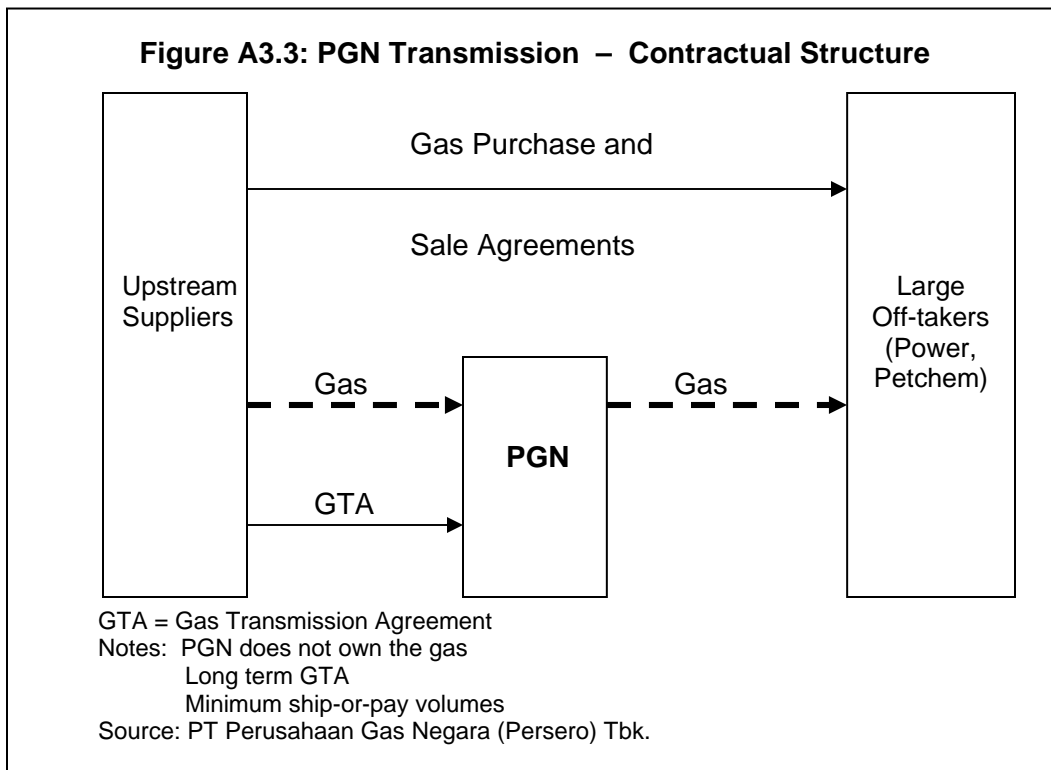 Figure A3.3: PGN Transmission – Contractual Structure
Gas Purchase and
Sale Agreements
Upstream
Suppliers
Large
Off-takers
(Power,
Petchem)
Gas
Gas
PGN
GTA
GTA = Gas Transmission Agreement
Notes: PGN does not own the gas
Long term GTA
Minimum ship-or-pay volumes
Source: PT Perusahaan Gas Negara (Persero) Tbk.